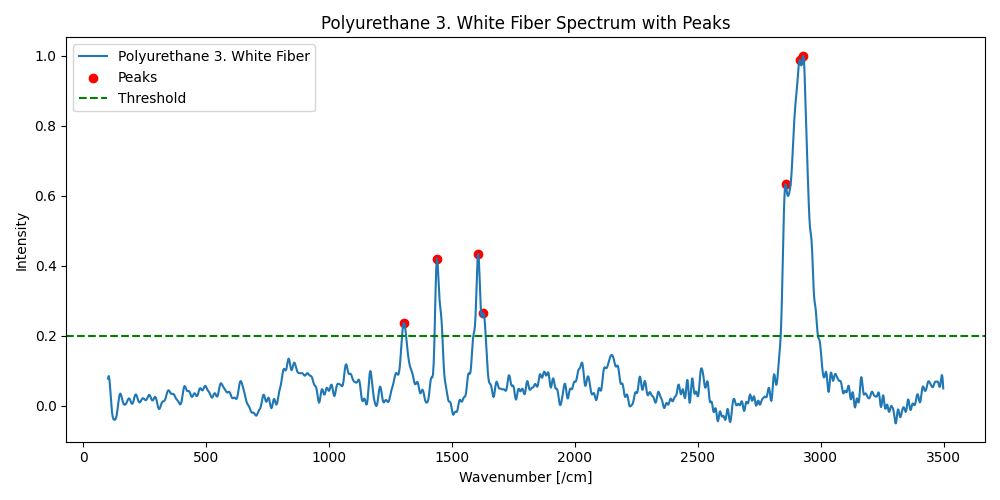 Polyurethane 3. White Fiber Spectrum with Peaks
Polyurethane 3. White Fiber
Peaks
Threshold
Intensity
1.0
0.8
0.6
0.4
0.2
0.0
0 500 1000 1500 2000 2500 3000 3500
Wavenumber [/cm]